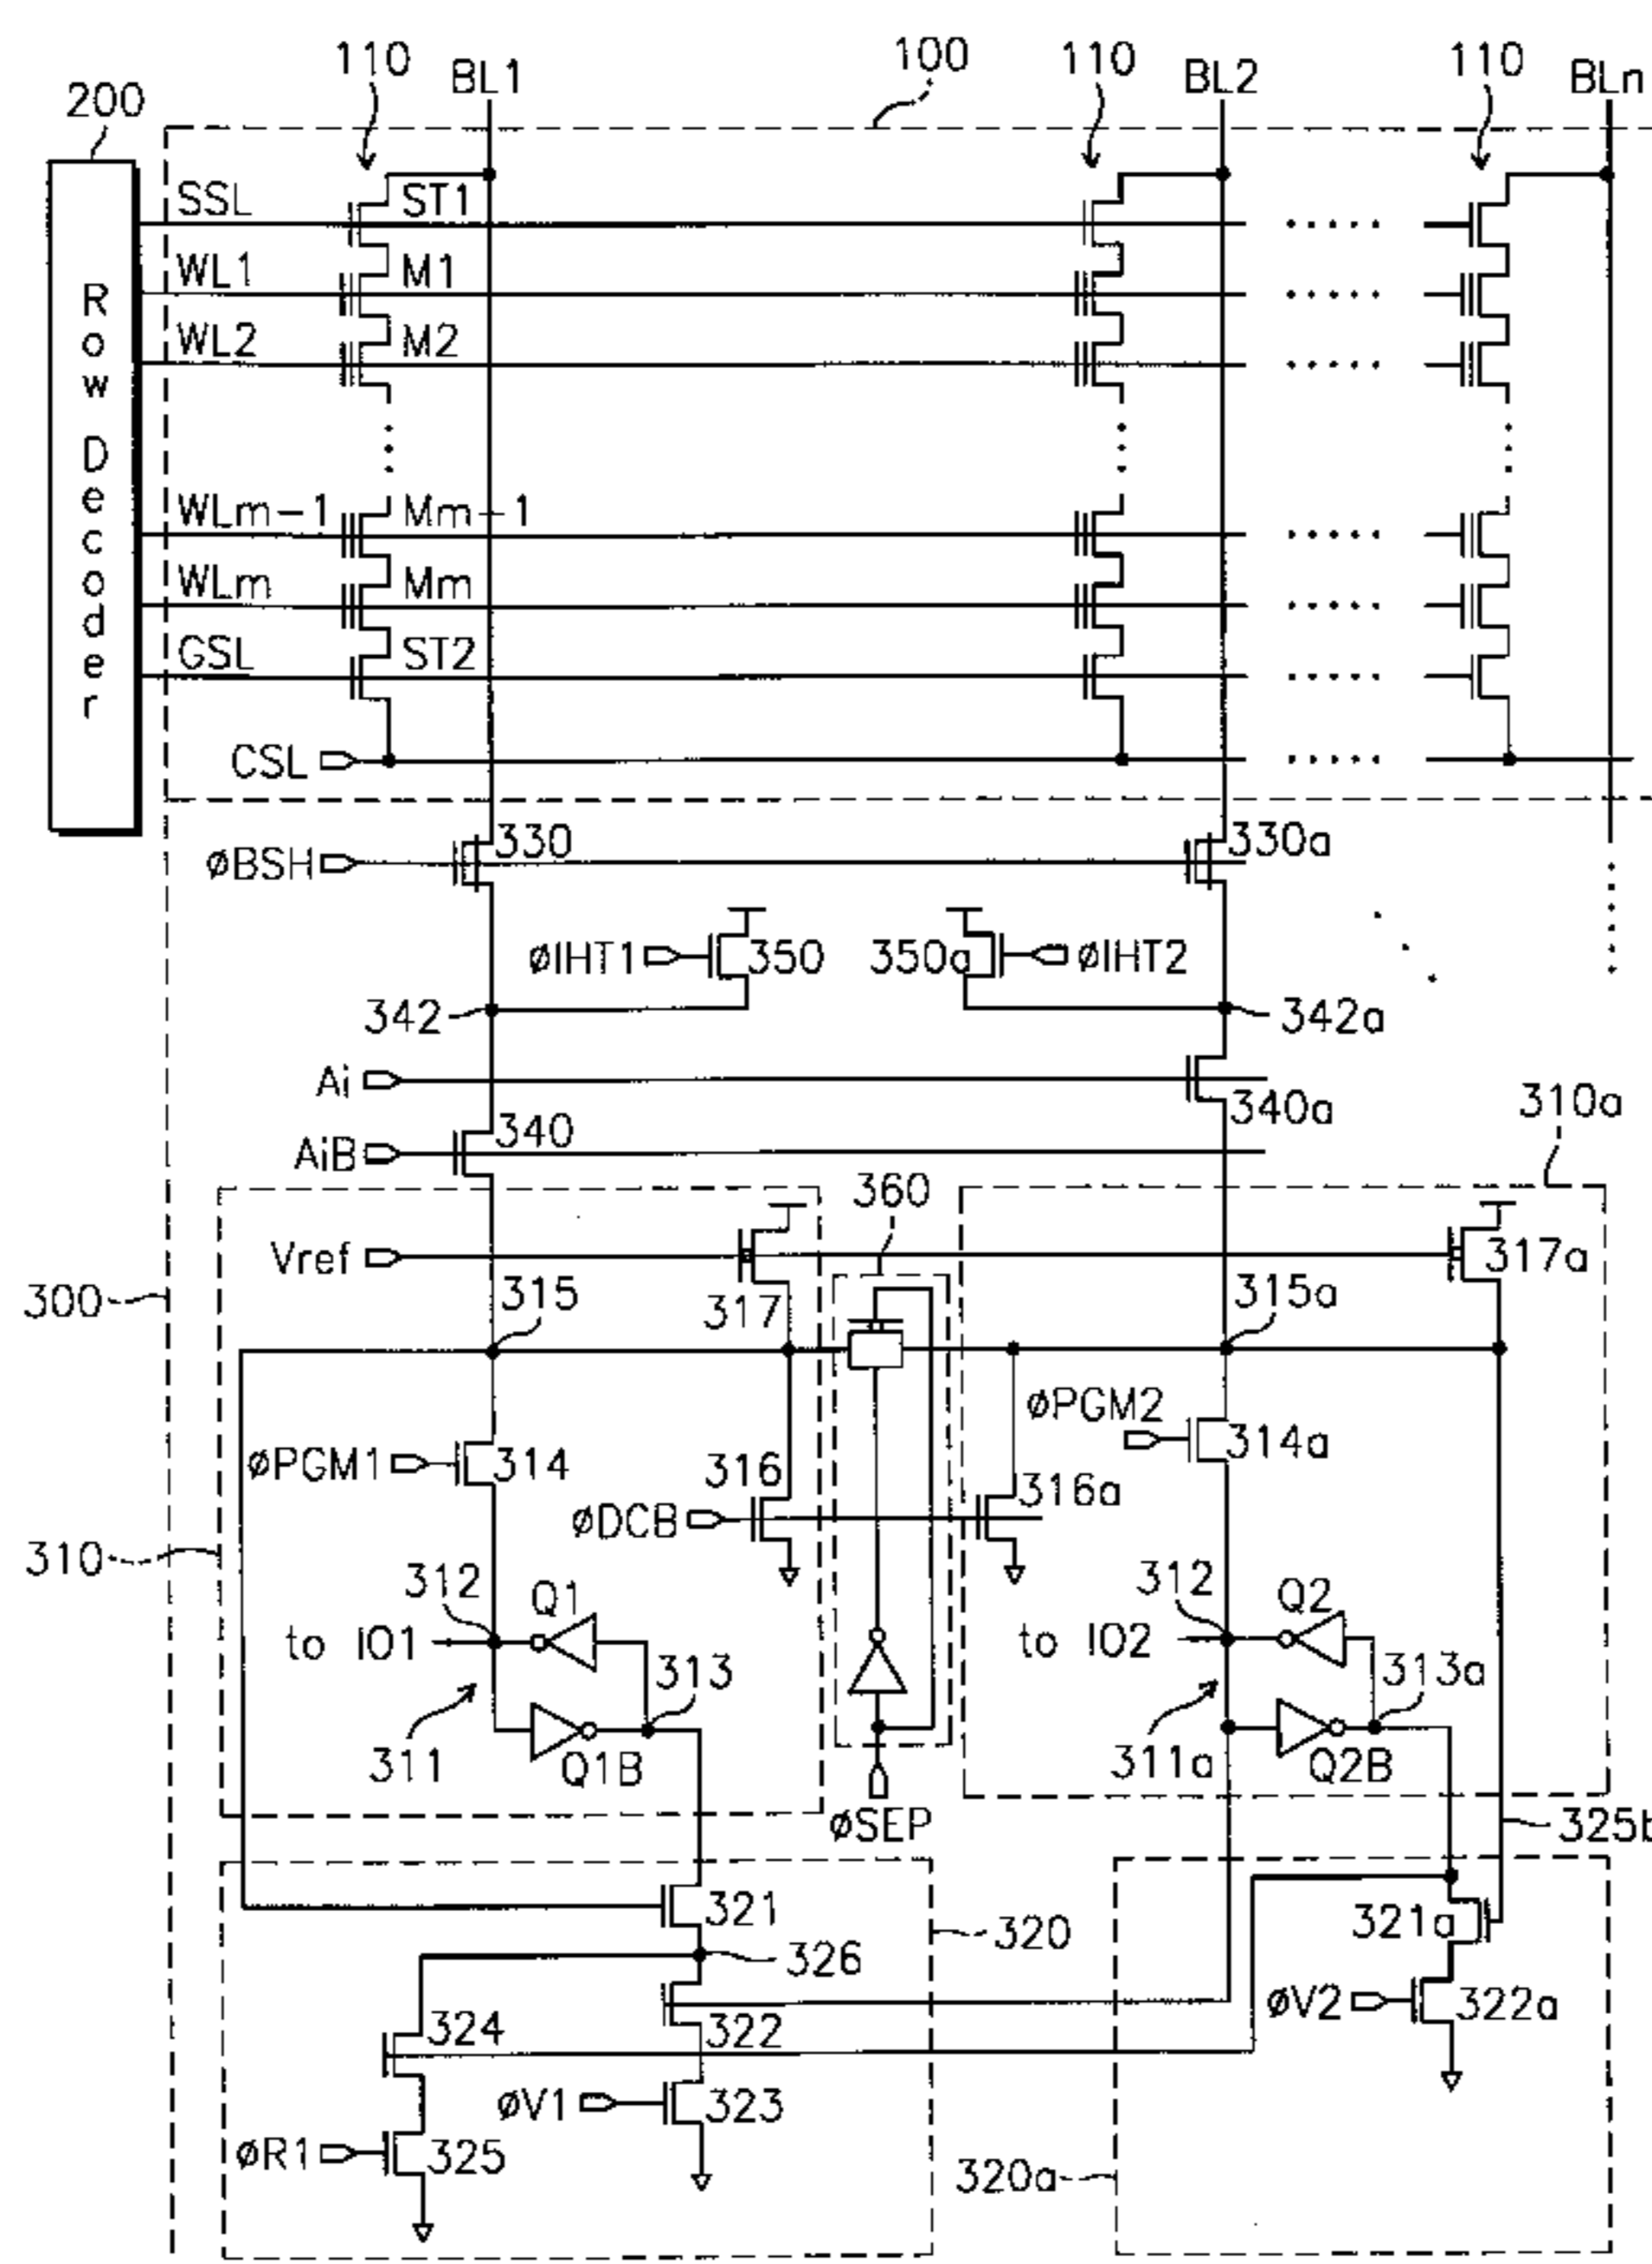 110
BL1
100
110
BL2
110
BLn
200
Row Decoder
SSL
ST1
WL1
M1
WL2
M2
WLm-1
Mm-1
WLm
Mm
GSL
ST2
CSL
øBSH
330
330a
øIHT1
350
350a
øIHT2
342
342a
Ai
340a
310a
AiB
340
360
Vref
317
317a
300
315
315a
øPGM2
314a
øPGM1
314
316
316a
øDCB
310
312
Q1
312
Q2
to IO1
to IO2
313
313a
311
Q1B
311a
Q2B
øSEP
325b
321
321a
320
326
øV2
322a
324
322
øV1
323
øR1
325
320a